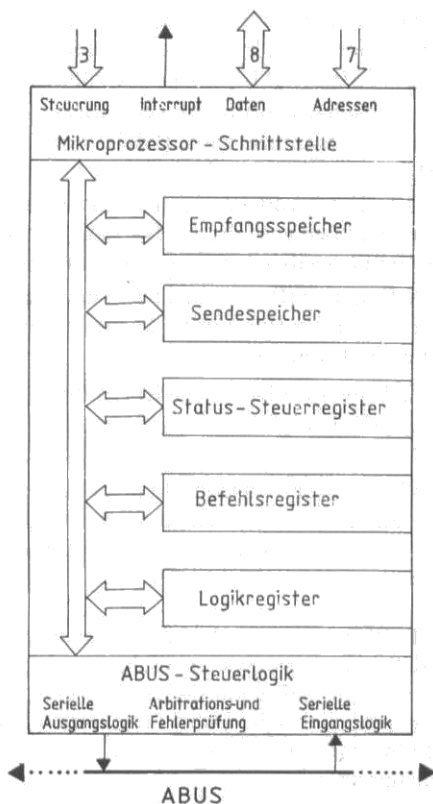 3 8 7
Steuerung Interrupt Daten Adressen
Mikroprozessor - Schnittstelle
Empfangsspeicher
Sendespeicher
Status - Steuerregister
Befehlsregister
Logikregister
ABUS - Steuerlogik
Serielle Ausgangslogik
Arbitrations-und Fehlerprüfung
Serielle Eingangslogik
ABUS